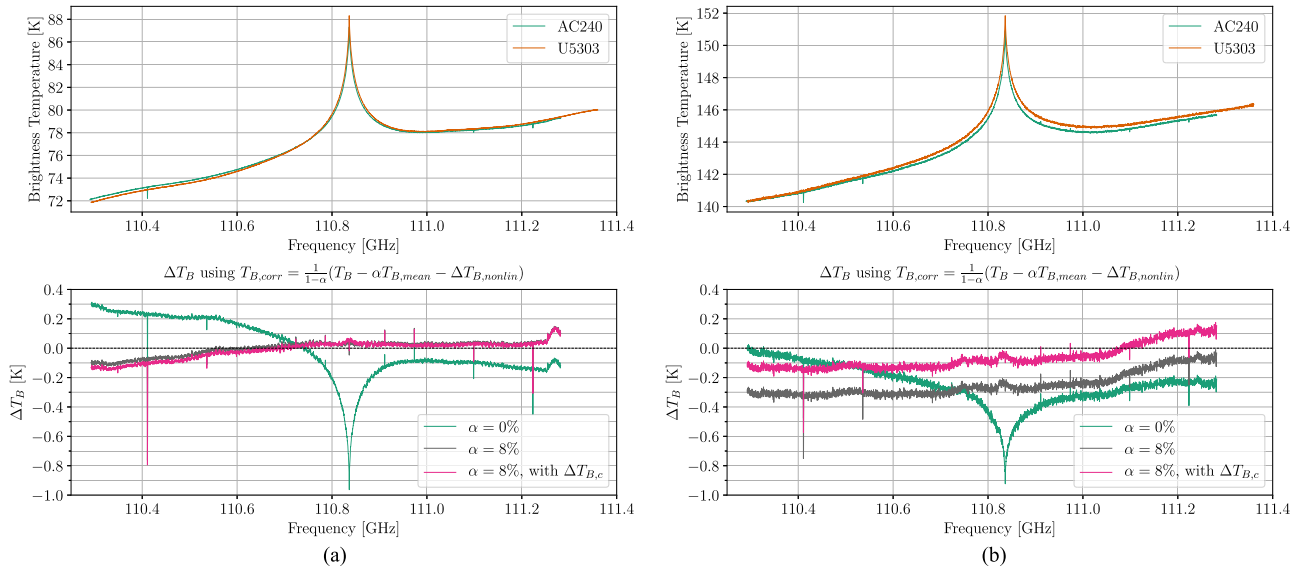 88
86
84
82
80
78
76
74
72
Brightness Temperature [K]
AC240
U5303
110.4 110.6 110.8 111.0 111.2 111.4
Frequency [GHz]
ΔT_B using T_{B,corr} = \frac{1}{1−α}(T_B − αT_{B,mean} − ΔT_{B,nonlin})
0.4
0.2
0.0
−0.2
−0.4
−0.6
−0.8
−1.0
ΔT_B [K]
α = 0%
α = 8%
α = 8%, with ΔT_{B,c}
110.4 110.6 110.8 111.0 111.2 111.4
Frequency [GHz]
(a)
152
150
148
146
144
142
140
Brightness Temperature [K]
AC240
U5303
110.4 110.6 110.8 111.0 111.2 111.4
Frequency [GHz]
ΔT_B using T_{B,corr} = \frac{1}{1−α}(T_B − αT_{B,mean} − ΔT_{B,nonlin})
0.4
0.2
0.0
−0.2
−0.4
−0.6
−0.8
−1.0
ΔT_B [K]
α = 0%
α = 8%
α = 8%, with ΔT_{B,c}
110.4 110.6 110.8 111.0 111.2 111.4
Frequency [GHz]
(b)